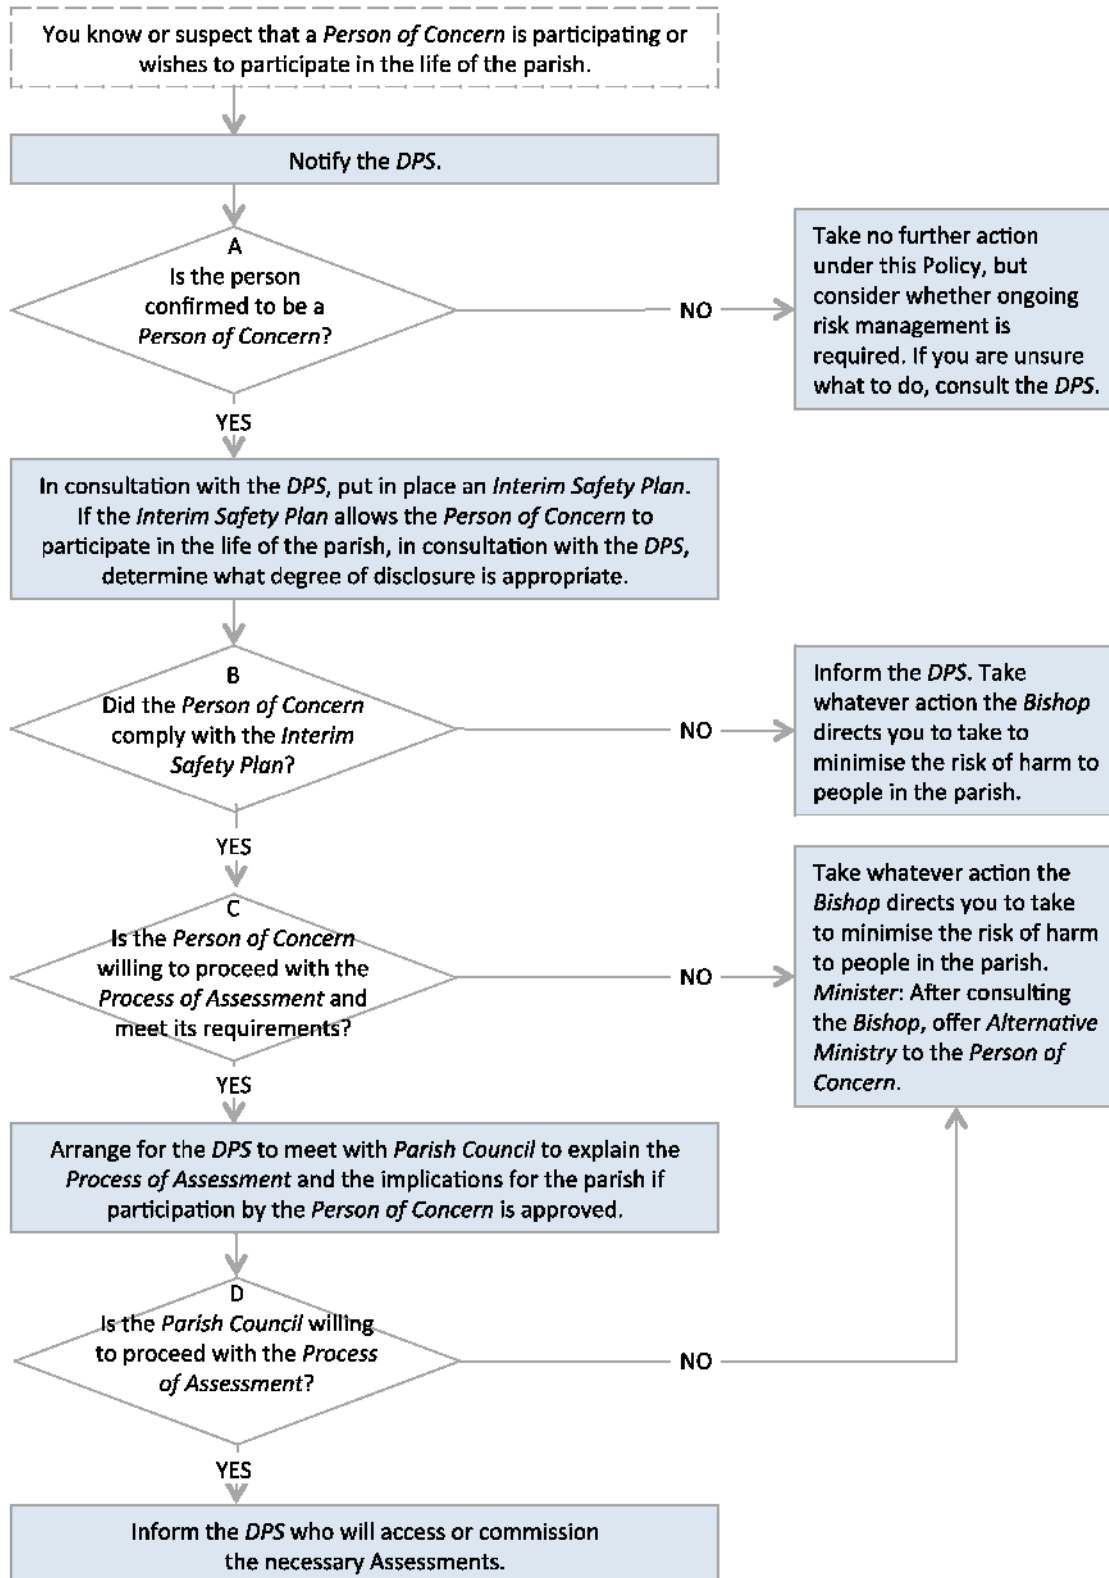 You know or suspect that a Person of Concern is participating or
wishes to participate in the life of the parish.
Notify the DPS.
A
Is the person
confirmed to be a
Person of Concern?
NO
Take no further action
under this Policy, but
consider whether ongoing
risk management is
required. If you are unsure
what to do, consult the DPS.
YES
In consultation with the DPS, put in place an Interim Safety Plan.
If the Interim Safety Plan allows the Person of Concern to
participate in the life of the parish, in consultation with the DPS,
determine what degree of disclosure is appropriate.
B
Did the Person of Concern
comply with the Interim
Safety Plan?
NO
Inform the DPS. Take
whatever action the Bishop
directs you to take to
minimise the risk of harm to
people in the parish.
YES
C
Is the Person of Concern
willing to proceed with the
Process of Assessment and
meet its requirements?
NO
Take whatever action the
Bishop directs you to take
to minimise the risk of harm
to people in the parish.
Minister: After consulting
the Bishop, offer Alternative
Ministry to the Person of
Concern.
YES
Arrange for the DPS to meet with Parish Council to explain the
Process of Assessment and the implications for the parish if
participation by the Person of Concern is approved.
D
Is the Parish Council willing
to proceed with the Process
of Assessment?
NO
YES
Inform the DPS who will access or commission
the necessary Assessments.